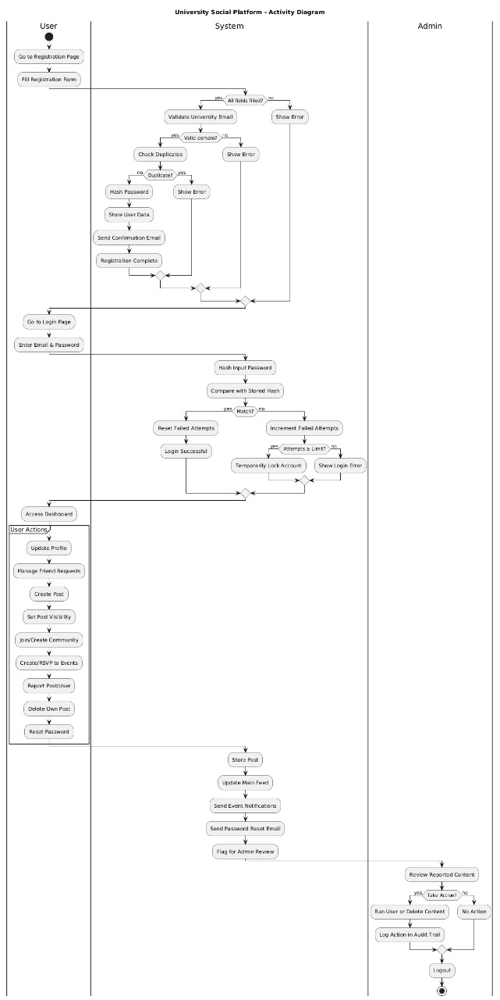 University Social Platform - Activity Diagram
User
System
Admin
Go to Registration Page
Fill Registration Form
yes
All fields filled?
no
Validate University Email
Show Error
yes
Valid domain?
no
Check Duplicates
Show Error
no
Duplicate?
yes
Hash Password
Show Error
Store User Data
Send Confirmation Email
Registration Complete
Go to Login Page
Enter Email & Password
Hash Input Password
Compare with Stored Hash
yes
Match?
no
Reset Failed Attempts
Increment Failed Attempts
Login Successful
yes
Attempts ≥ Limit?
no
Temporarily Lock Account
Show Login Error
Access Dashboard
User Actions
Update Profile
Manage Friend Requests
Create Post
Set Post Visibility
Join/Create Community
Create/RSVP to Events
Report Post/User
Delete Own Post
Reset Password
Store Post
Update Main Feed
Send Event Notifications
Send Password Reset Email
Flag for Admin Review
Review Reported Content
yes
Take Action?
no
Ban User or Delete Content
No Action
Log Action in Audit Trail
Logout